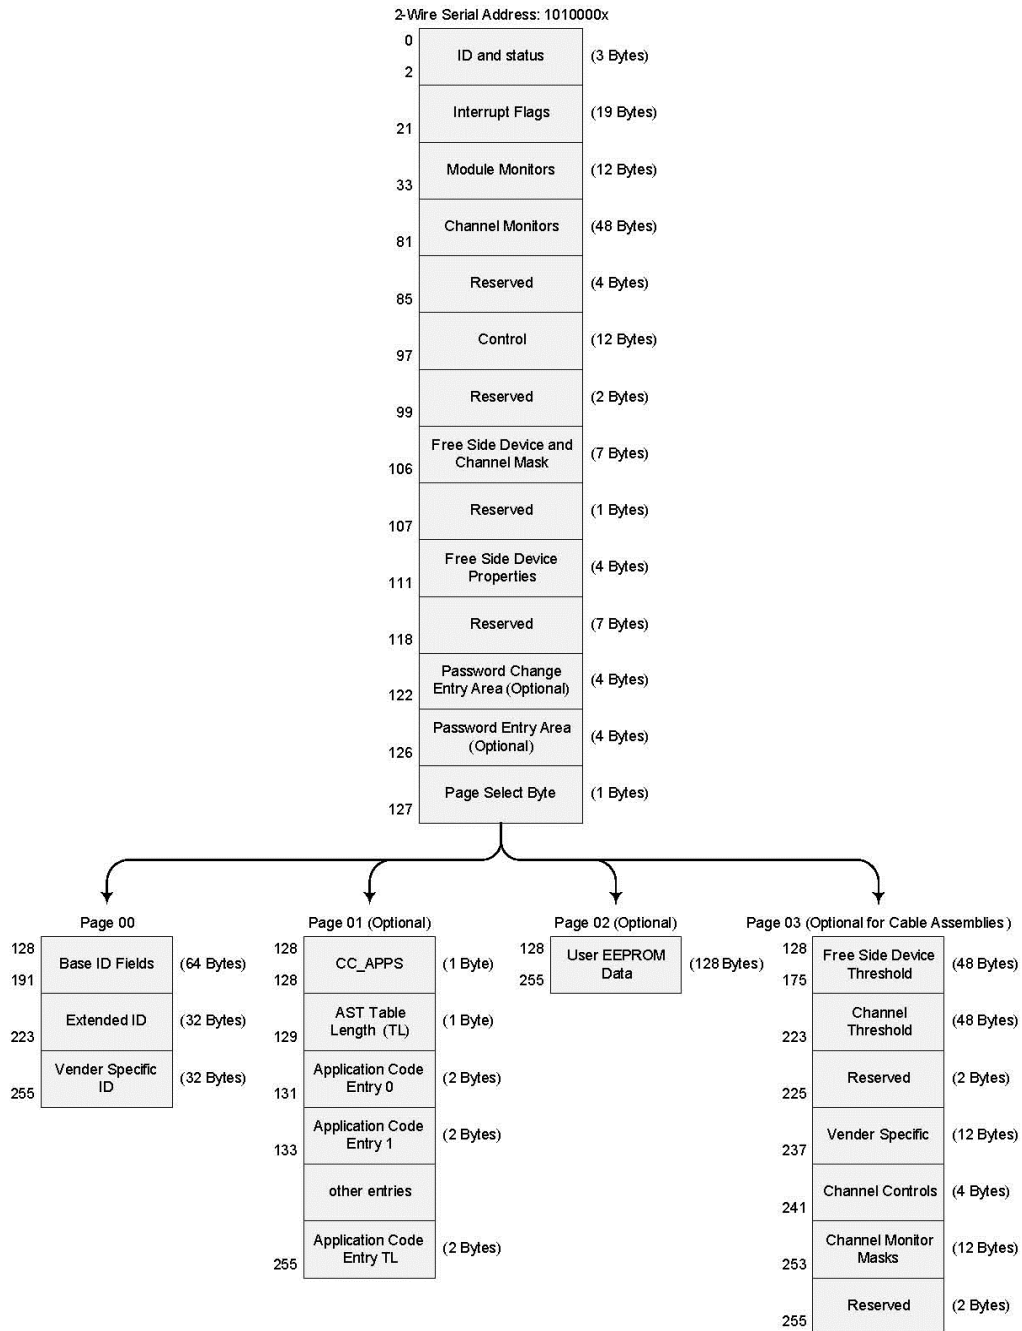 2-Wire Serial Address: 1010000x
0
ID and status
(3 Bytes)
2
Interrupt Flags
(19 Bytes)
21
Module Monitors
(12 Bytes)
33
Channel Monitors
(48 Bytes)
81
Reserved
(4 Bytes)
85
Control
(12 Bytes)
97
Reserved
(2 Bytes)
99
Free Side Device and
Channel Mask
(7 Bytes)
106
Reserved
(1 Bytes)
107
Free Side Device
Properties
(4 Bytes)
111
Reserved
(7 Bytes)
118
Password Change
Entry Area (Optional)
(4 Bytes)
122
Password Entry Area
(Optional)
(4 Bytes)
126
Page Select Byte
(1 Bytes)
127
Page 00
128
Base ID Fields
(64 Bytes)
191
Extended ID
(32 Bytes)
223
Vender Specific
ID
(32 Bytes)
255
Page 01 (Optional)
128
CC_APPS
(1 Byte)
128
AST Table
Length (TL)
(1 Byte)
129
Application Code
Entry 0
(2 Bytes)
131
Application Code
Entry 1
(2 Bytes)
133
other entries
Application Code
Entry TL
(2 Bytes)
255
Page 02 (Optional)
128
User EEPROM
Data
(128 Bytes)
255
Page 03 (Optional for Cable Assemblies )
128
Free Side Device
Threshold
(48 Bytes)
175
Channel
Threshold
(48 Bytes)
223
Reserved
(2 Bytes)
225
Vender Specific
(12 Bytes)
237
Channel Controls
(4 Bytes)
241
Channel Monitor
Masks
(12 Bytes)
253
Reserved
(2 Bytes)
255